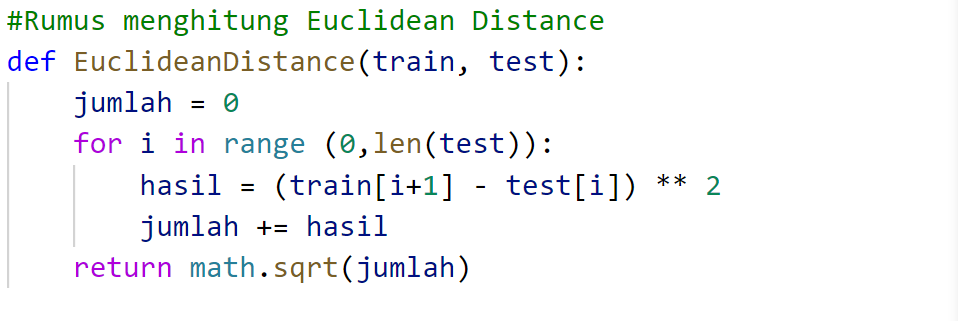 #Rumus menghitung Euclidean Distance
def EuclideanDistance(train, test):
    jumlah = 0
    for i in range (0,len(test)):
        hasil = (train[i+1] - test[i]) ** 2
        jumlah += hasil
    return math.sqrt(jumlah)